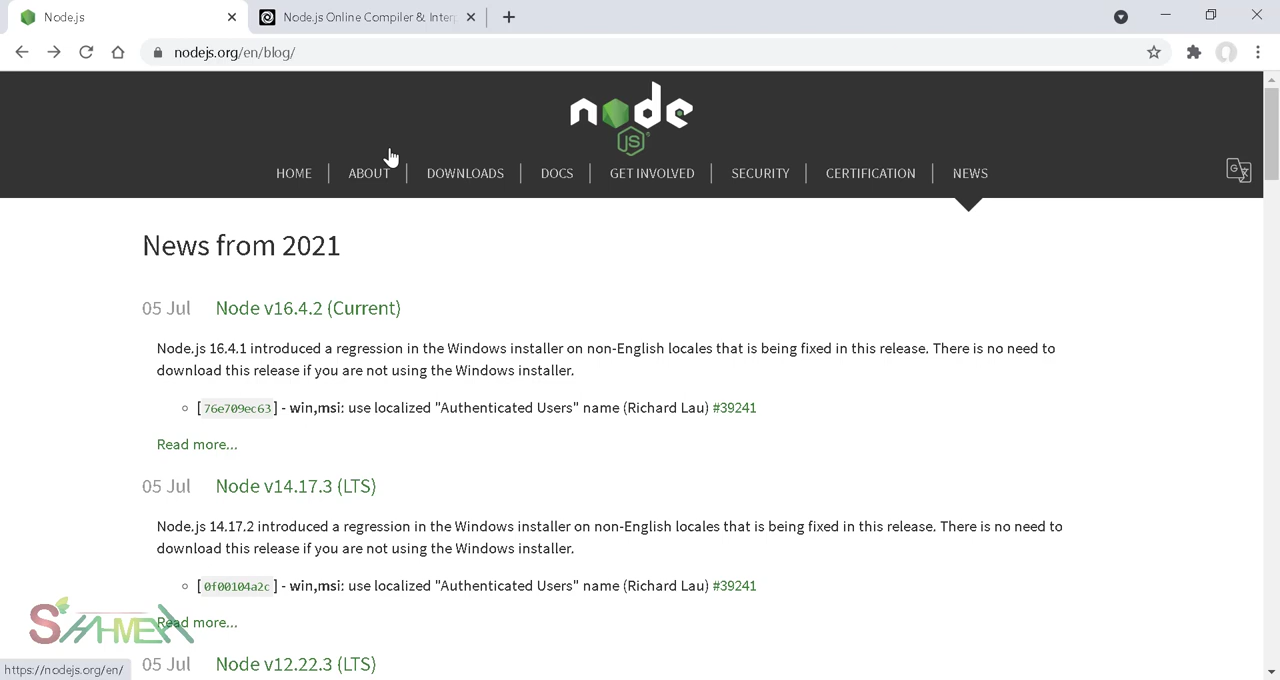 Node.js
Node.js Online Compiler & Inter
nodejs.org/en/blog/
node
JS
HOME
ABOUT
DOWNLOADS
DOCS
GET INVOLVED
SECURITY
CERTIFICATION
NEWS
News from 2021
05 Jul Node v16.4.2 (Current)
Node.js 16.4.1 introduced a regression in the Windows installer on non-English locales that is being fixed in this release. There is no need to
download this release if you are not using the Windows installer.
[76e709ec63] - win,msi: use localized "Authenticated Users" name (Richard Lau) #39241
Read more...
05 Jul Node v14.17.3 (LTS)
Node.js 14.17.2 introduced a regression in the Windows installer on non-English locales that is being fixed in this release. There is no need to
download this release if you are not using the Windows installer.
[0f00104a2c] - win,msi: use localized "Authenticated Users" name (Richard Lau) #39241
Read more...
05 Jul Node v12.22.3 (LTS)
https://nodejs.org/en/